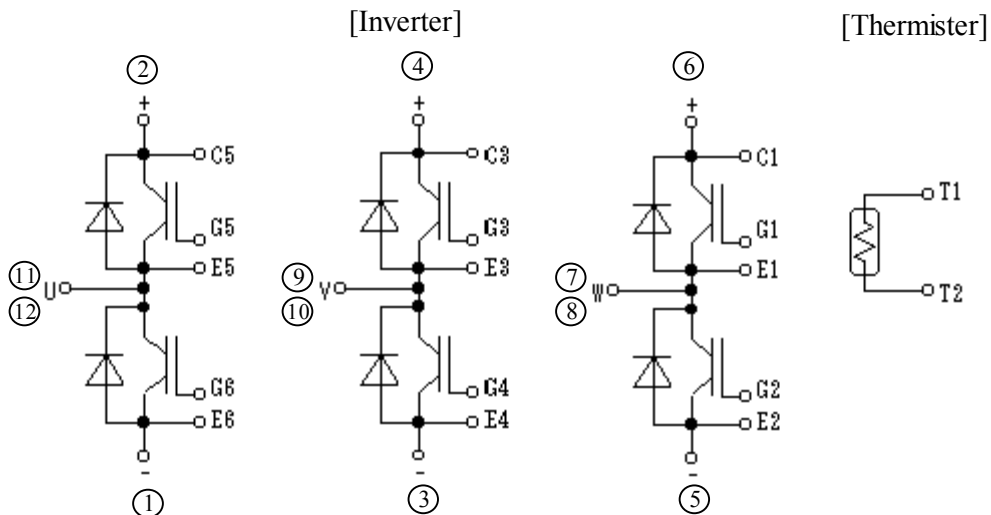 [Inverter]
[Thermister]
② ④ ⑥
+ + +
C5 C3 C1
G5 G3 G1
T1
E5 E3 E1
⑪ ⑨ ⑦
U V W
T2
⑫ ⑩ ⑧
G6 G4 G2
E6 E4 E2
- - -
① ③ ⑤